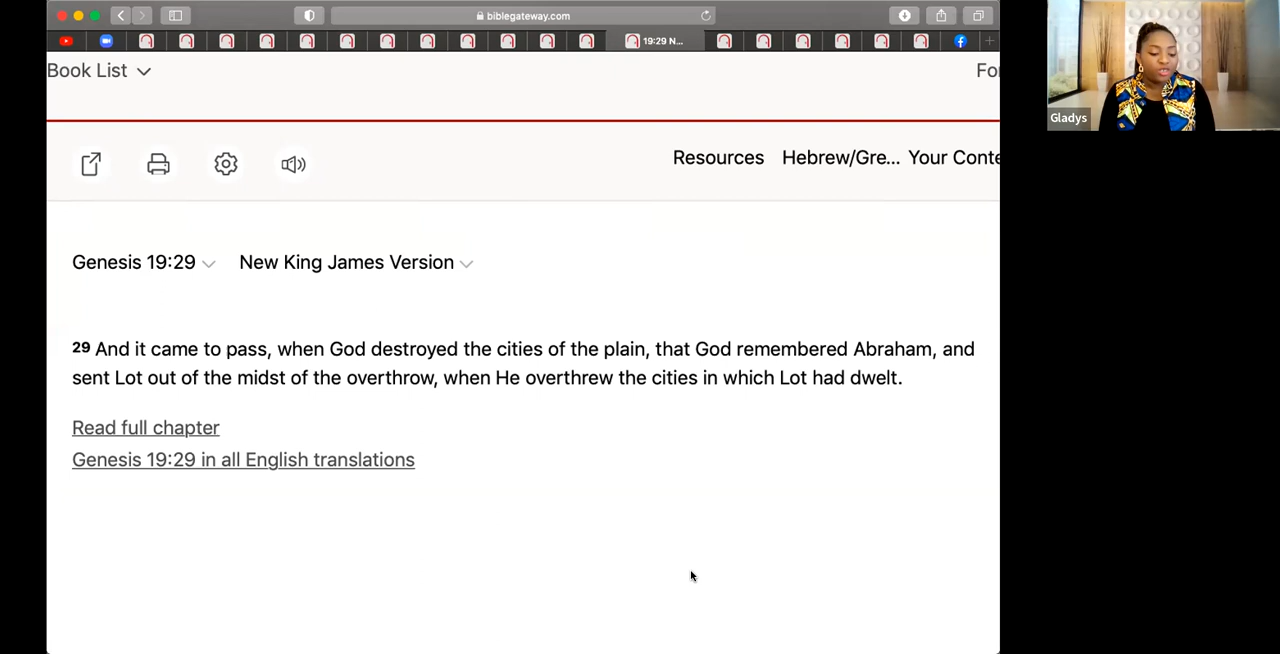 biblegateway.com
19:29 N...
Book List
For
Resources Hebrew/Gre... Your Conte
Gladys
Genesis 19:29 New King James Version
29 And it came to pass, when God destroyed the cities of the plain, that God remembered Abraham, and
sent Lot out of the midst of the overthrow, when He overthrew the cities in which Lot had dwelt.
Read full chapter
Genesis 19:29 in all English translations